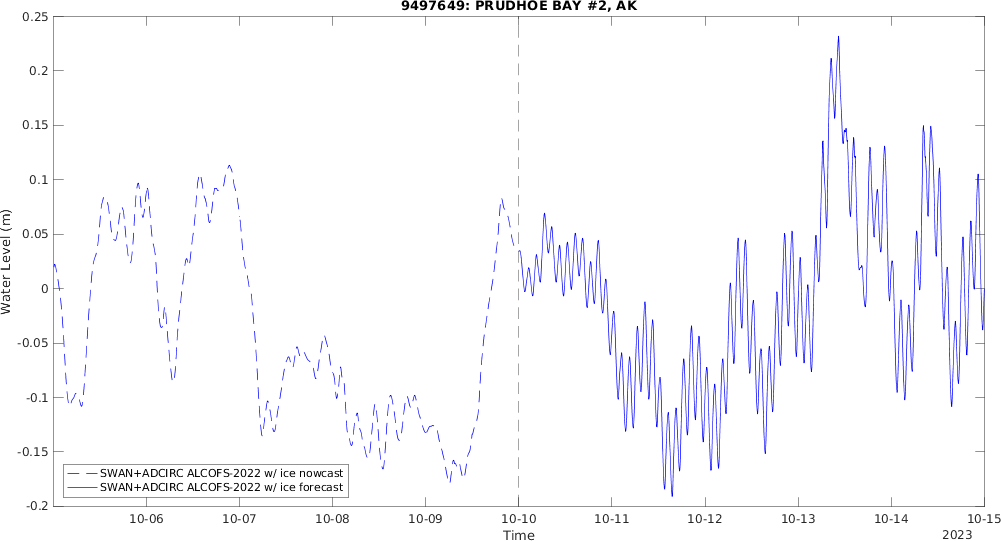 9497649: PRUDHOE BAY #2, AK
0.25
0.2
0.15
0.1
0.05
0
-0.05
-0.1
-0.15
-0.2
Water Level (m)
SWAN+ADCIRC ALCOFS-2022 w/ ice nowcast
SWAN+ADCIRC ALCOFS-2022 w/ ice forecast
10-06 10-07 10-08 10-09 10-10 10-11 10-12 10-13 10-14 10-15
Time
2023